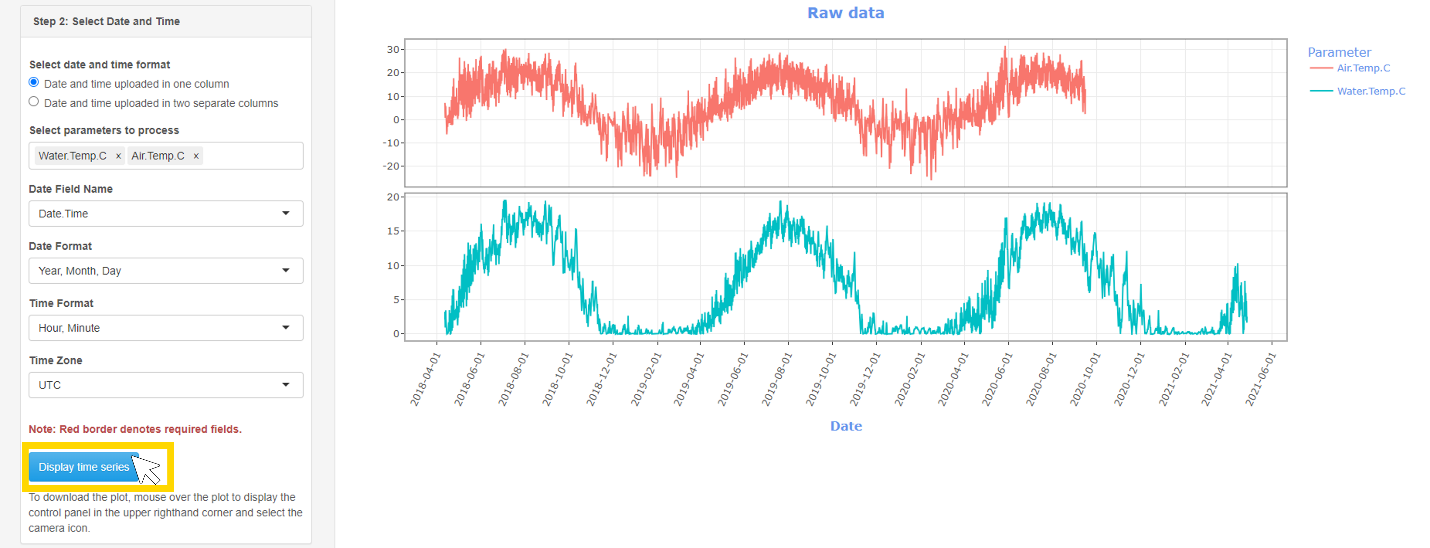 Step 2: Select Date and Time
Select date and time format
Date and time uploaded in one column
Date and time uploaded in two separate columns
Select parameters to process
Water.Temp.C × Air.Temp.C ×
Date Field Name
Date.Time
Date Format
Year, Month, Day
Time Format
Hour, Minute
Time Zone
UTC
Note: Red border denotes required fields.
Display time series
To download the plot, mouse over the plot to display the
control panel in the upper righthand corner and select the
camera icon.
Raw data
30
20
10
0
-10
-20
20
15
10
5
0
2018-04-01
2018-06-01
2018-08-01
2018-10-01
2018-12-01
2019-02-01
2019-04-01
2019-06-01
2019-08-01
2019-10-01
2019-12-01
2020-02-01
2020-04-01
2020-06-01
2020-08-01
2020-10-01
2020-12-01
2021-02-01
2021-04-01
2021-06-01
Date
Parameter
Air.Temp.C
Water.Temp.C